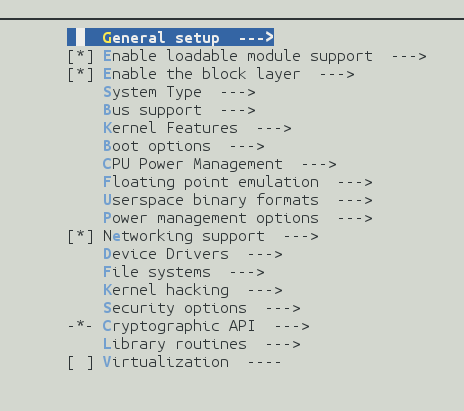 General setup  --->
[*] Enable loadable module support  --->
[*] Enable the block layer  --->
System Type  --->
Bus support  --->
Kernel Features  --->
Boot options  --->
CPU Power Management  --->
Floating point emulation  --->
Userspace binary formats  --->
Power management options  --->
[*] Networking support  --->
Device Drivers  --->
File systems  --->
Kernel hacking  --->
Security options  --->
-*- Cryptographic API  --->
Library routines  --->
[ ] Virtualization  ----